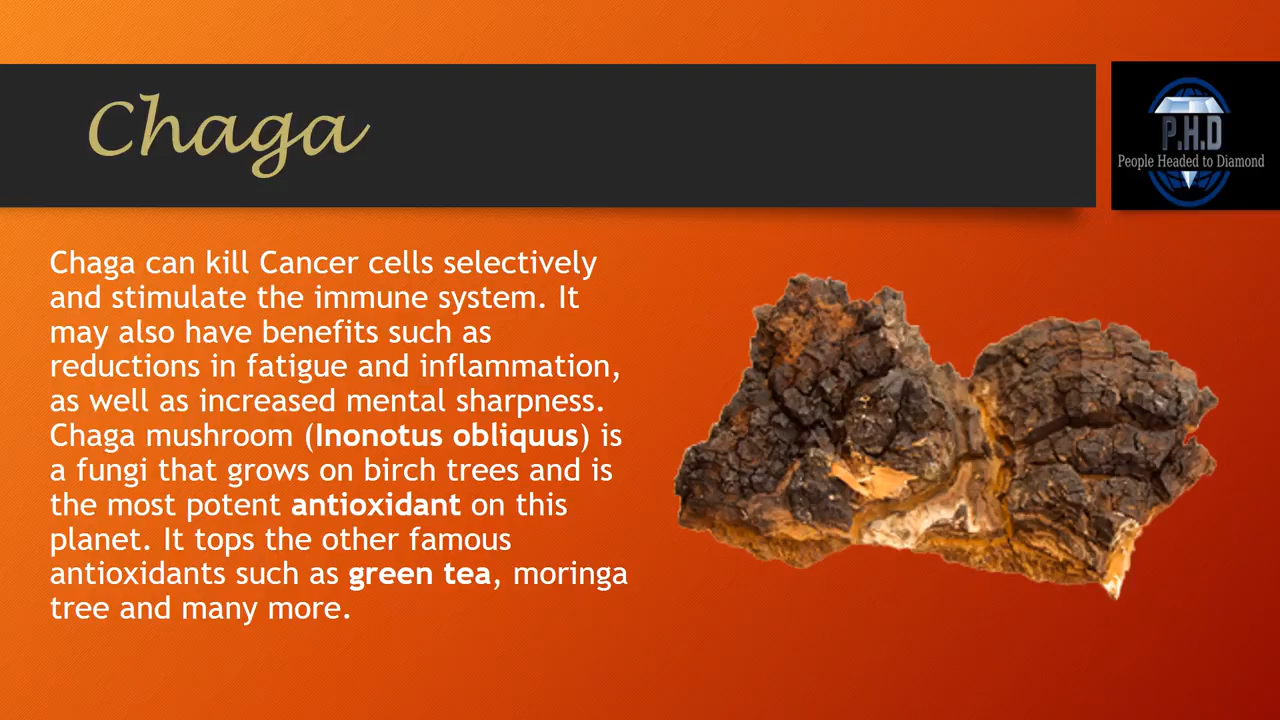 Chaga
P.H.D
People Headed to Diamond
Chaga can kill Cancer cells selectively
and stimulate the immune system. It
may also have benefits such as
reductions in fatigue and inflammation,
as well as increased mental sharpness.
Chaga mushroom (Inonotus obliquus) is
a fungi that grows on birch trees and is
the most potent antioxidant on this
planet. It tops the other famous
antioxidants such as green tea, moringa
tree and many more.